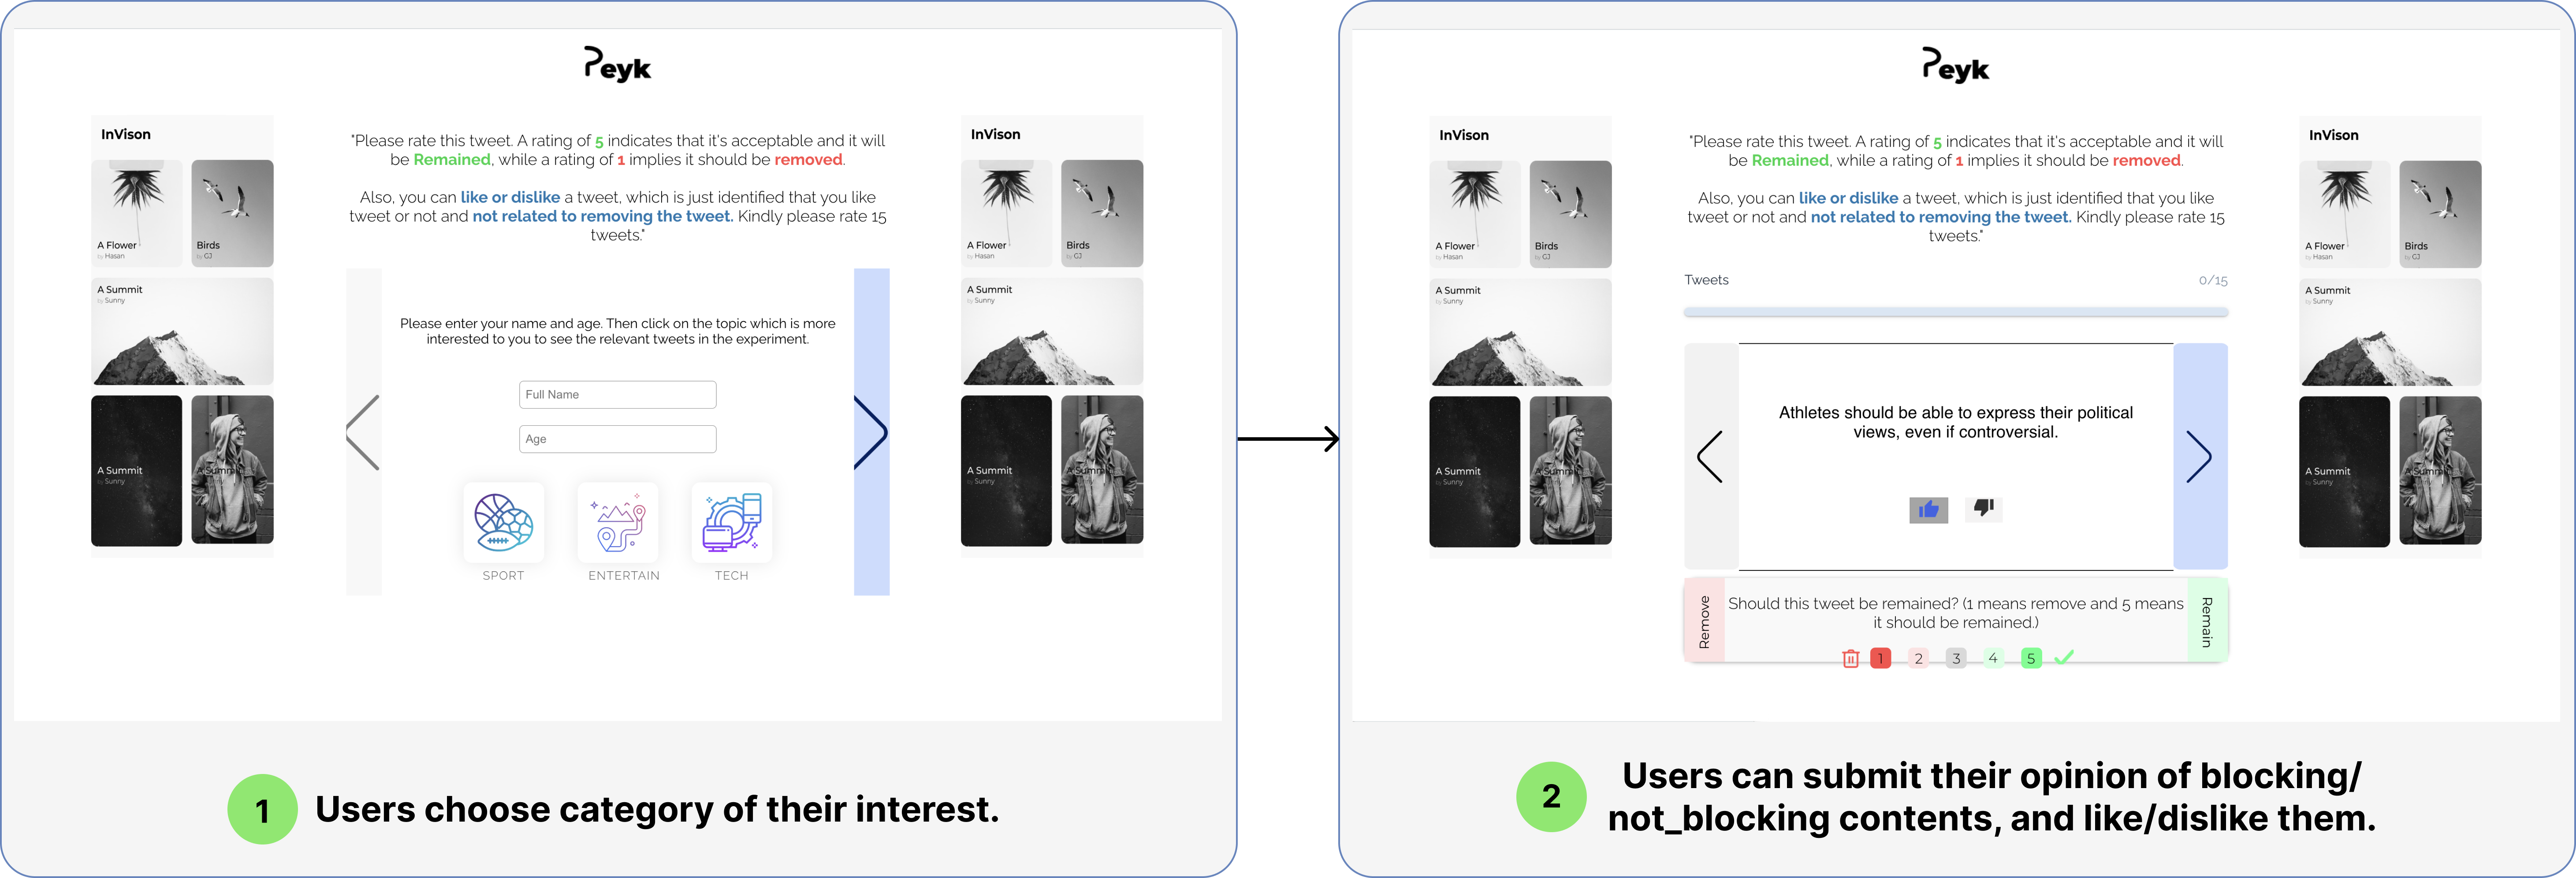 Peyk
InVison
A Flower
by Hasan
Birds
by GJ
A Summit
by Sunny
A Summit
by Sunny
A Summit
by Sunny
"Please rate this tweet. A rating of 5 indicates that it's acceptable and it will
be Remained, while a rating of 1 implies it should be removed.
Also, you can like or dislike a tweet, which is just identified that you like
tweet or not and not related to removing the tweet. Kindly please rate 15
tweets."
Please enter your name and age. Then click on the topic which is more
interested to you to see the relevant tweets in the experiment.
Full Name
Age
SPORT
ENTERTAIN
TECH
InVison
A Flower
by Hasan
Birds
by GJ
A Summit
by Sunny
A Summit
by Sunny
A Summit
by Sunny
1 Users choose category of their interest.
Peyk
InVison
A Flower
by Hasan
Birds
by GJ
A Summit
by Sunny
A Summit
by Sunny
A Summit
by Sunny
"Please rate this tweet. A rating of 5 indicates that it's acceptable and it will
be Remained, while a rating of 1 implies it should be removed.
Also, you can like or dislike a tweet, which is just identified that you like
tweet or not and not related to removing the tweet. Kindly please rate 15
tweets."
Tweets 0/15
Athletes should be able to express their political
views, even if controversial.
Remove
Should this tweet be remained? (1 means remove and 5 means
it should be remained.)
1 2 3 4 5
Remain
InVison
A Flower
by Hasan
Birds
by GJ
A Summit
by Sunny
A Summit
by Sunny
A Summit
by Sunny
2 Users can submit their opinion of blocking/
not_blocking contents, and like/dislike them.